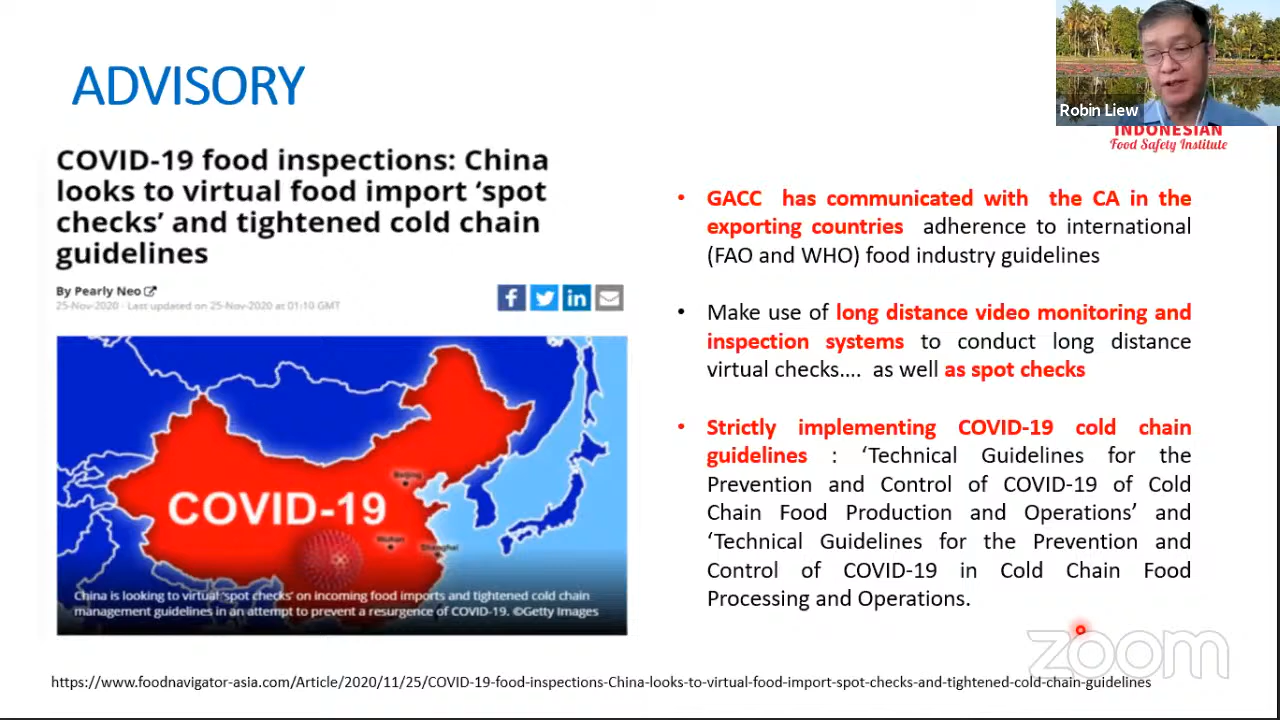 ADVISORY
Robin Liew
INDONESIAN
Food Safety Institute
COVID-19 food inspections: China
looks to virtual food import ‘spot
checks’ and tightened cold chain
guidelines
By Pearly Neo
25-Nov-2020 - Last updated on 25-Nov-2020 at 01:10 GMT
f
in
Beijing
COVID-19
Wuhan
Shanghai
China is looking to virtual 'spot checks' on incoming food imports and tightened cold chain
management guidelines in an attempt to prevent a resurgence of COVID-19. ©Getty Images
• GACC has communicated with the CA in the
exporting countries adherence to international
(FAO and WHO) food industry guidelines
• Make use of long distance video monitoring and
inspection systems to conduct long distance
virtual checks…. as well as spot checks
• Strictly implementing COVID-19 cold chain
guidelines : ‘Technical Guidelines for the
Prevention and Control of COVID-19 of Cold
Chain Food Production and Operations’ and
‘Technical Guidelines for the Prevention and
Control of COVID-19 in Cold Chain Food
Processing and Operations.
zoom
https://www.foodnavigator-asia.com/Article/2020/11/25/COVID-19-food-inspections-China-looks-to-virtual-food-import-spot-checks-and-tightened-cold-chain-guidelines